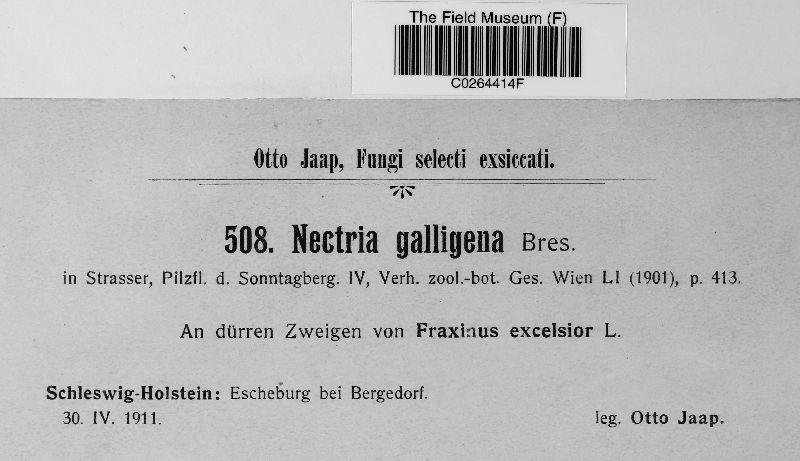 The Field Museum (F)
C0264414F
Otto Jaap, Fungi selecti exsiccati.
508. Nectria galligena Bres.
in Strasser, Pilzfl. d. Sonntagberg. IV, Verh. zool.-bot. Ges. Wien LI (1901), p. 413.
An dürren Zweigen von Fraxinus excelsior L.
Schleswig-Holstein: Escheburg bei Bergedorf.
30. IV. 1911. leg. Otto Jaap.